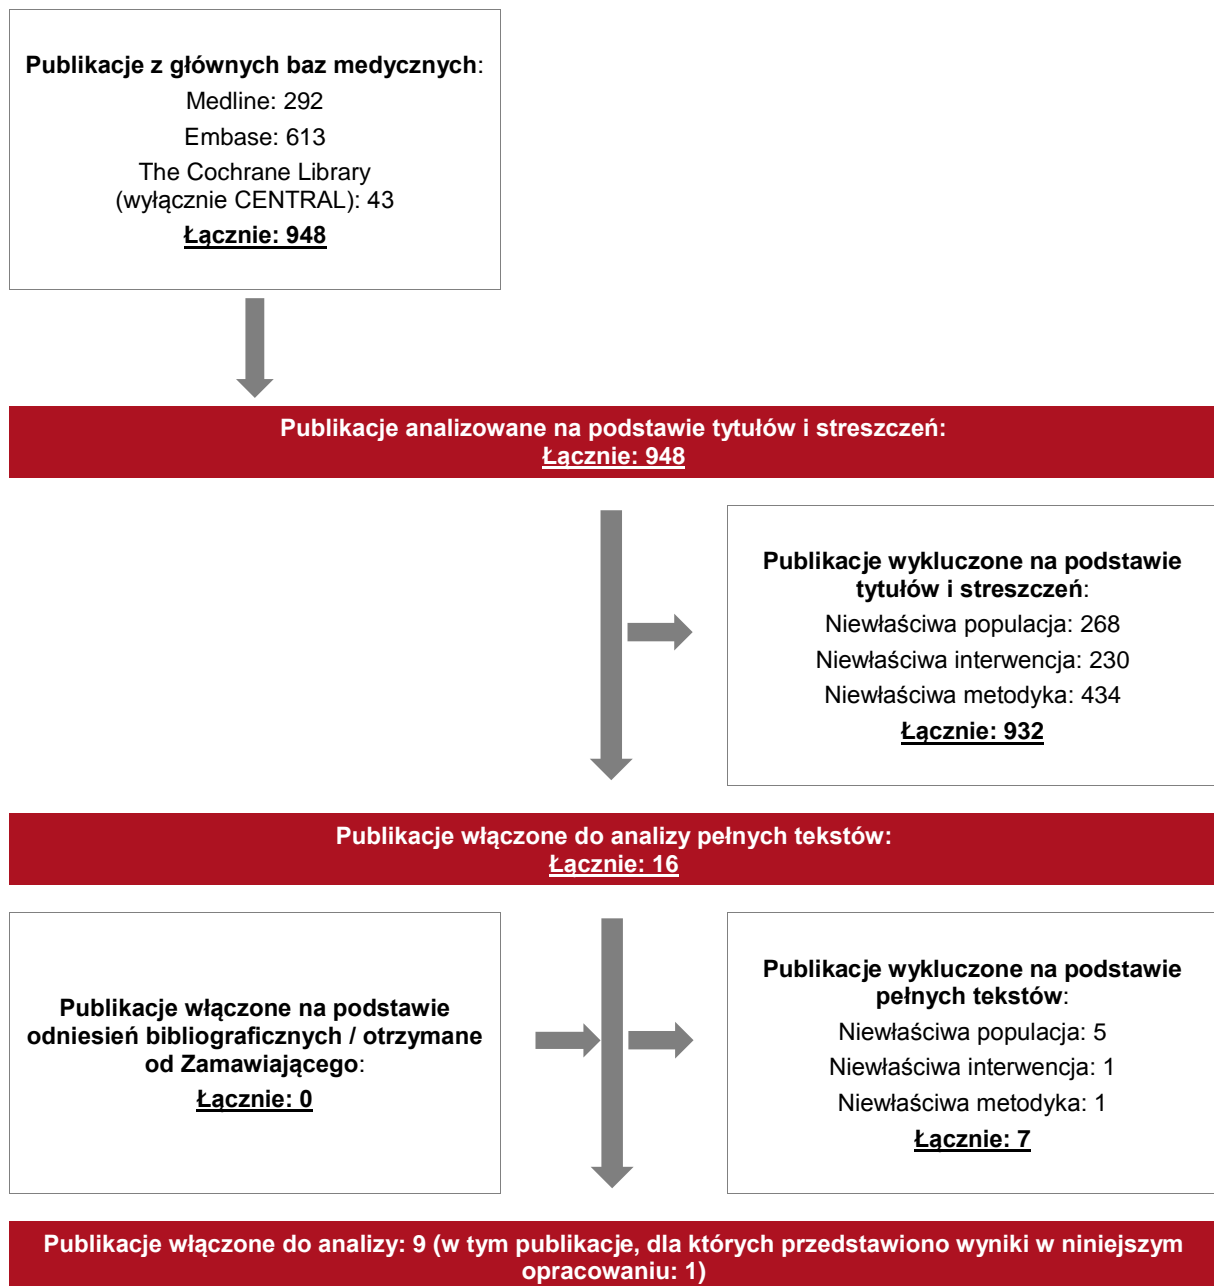 Publikacje z głównych baz medycznych:
Medline: 292
Embase: 613
The Cochrane Library
(wyłącznie CENTRAL): 43
Łącznie: 948
Publikacje analizowane na podstawie tytułów i streszczeń:
Łącznie: 948
Publikacje wykluczone na podstawie
tytułów i streszczeń:
Niewłaściwa populacja: 268
Niewłaściwa interwencja: 230
Niewłaściwa metodyka: 434
Łącznie: 932
Publikacje włączone do analizy pełnych tekstów:
Łącznie: 16
Publikacje włączone na podstawie
odniesień bibliograficznych / otrzymane
od Zamawiającego:
Łącznie: 0
Publikacje wykluczone na podstawie
pełnych tekstów:
Niewłaściwa populacja: 5
Niewłaściwa interwencja: 1
Niewłaściwa metodyka: 1
Łącznie: 7
Publikacje włączone do analizy: 9 (w tym publikacje, dla których przedstawiono wyniki w niniejszym
opracowaniu: 1)